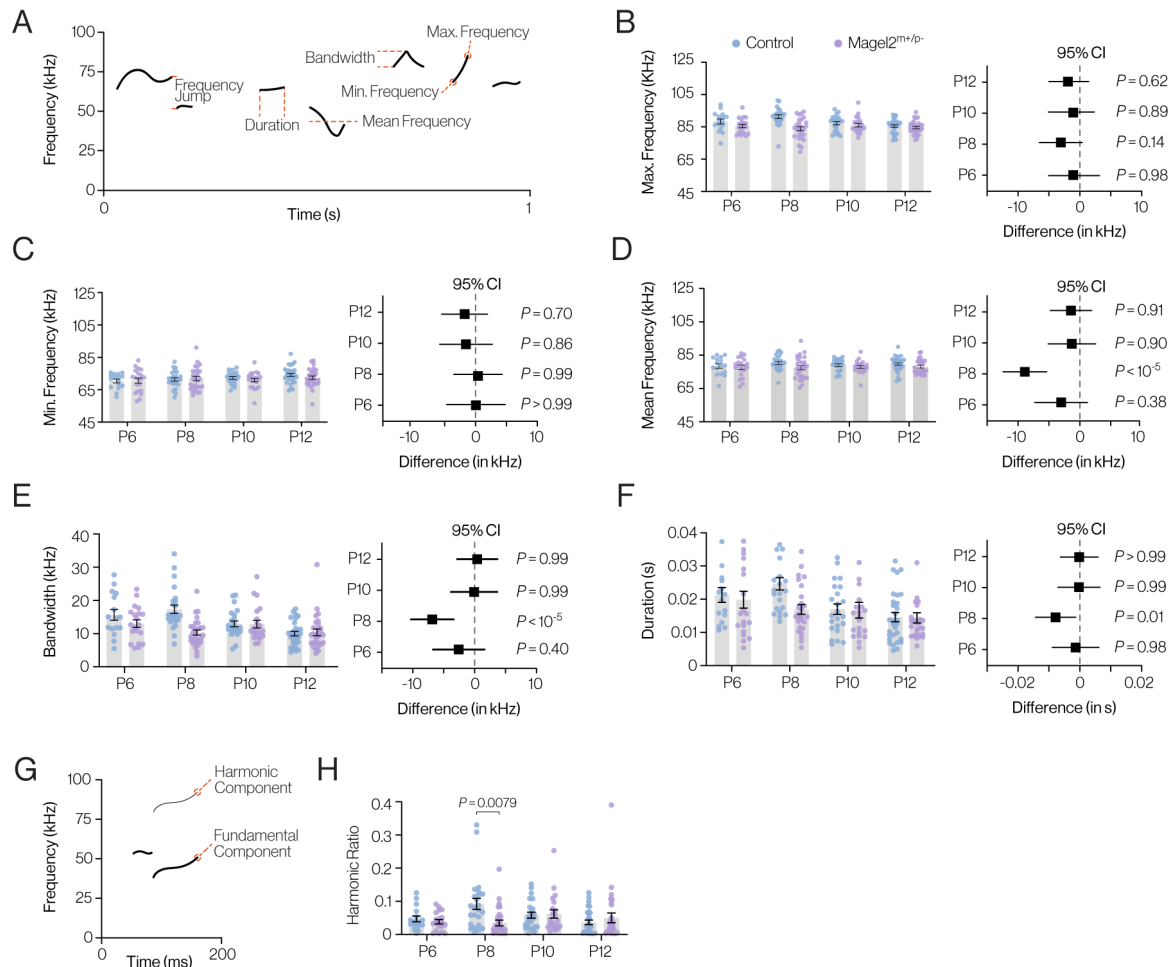 A
Frequency (kHz)
100
75
50
25
0
Frequency
Jump
Duration
Bandwidth
Max. Frequency
Min. Frequency
Mean Frequency
0
Time (s)
1
B
Control
Magel2m+/p-
Max. Frequency (kHz)
125
105
85
65
45
P6
P8
P10
P12
95% CI
P12
P = 0.62
P10
P = 0.89
P8
P = 0.14
P6
P = 0.98
-10
0
10
Difference (in kHz)
C
Min. Frequency (kHz)
125
105
85
65
45
P6
P8
P10
P12
95% CI
P12
P = 0.70
P10
P = 0.86
P8
P = 0.99
P6
P > 0.99
-10
0
10
Difference (in kHz)
D
Mean Frequency (kHz)
125
105
85
65
45
P6
P8
P10
P12
95% CI
P12
P = 0.91
P10
P = 0.90
P8
P < 10-5
P6
P = 0.38
-10
0
10
Difference (in kHz)
E
Bandwidth (kHz)
40
30
20
10
0
P6
P8
P10
P12
95% CI
P12
P = 0.99
P10
P = 0.99
P8
P < 10-5
P6
P = 0.40
-10
0
10
Difference (in kHz)
F
Duration (s)
0.04
0.03
0.02
0.01
0
P6
P8
P10
P12
95% CI
P12
P > 0.99
P10
P = 0.99
P8
P = 0.01
P6
P = 0.98
-0.02
0
0.02
Difference (in s)
G
Frequency (kHz)
100
75
50
25
0
Harmonic
Component
Fundamental
Component
0
200
Time (ms)
H
Harmonic Ratio
0.4
0.3
0.2
0.1
0
P = 0.0079
P6
P8
P10
P12